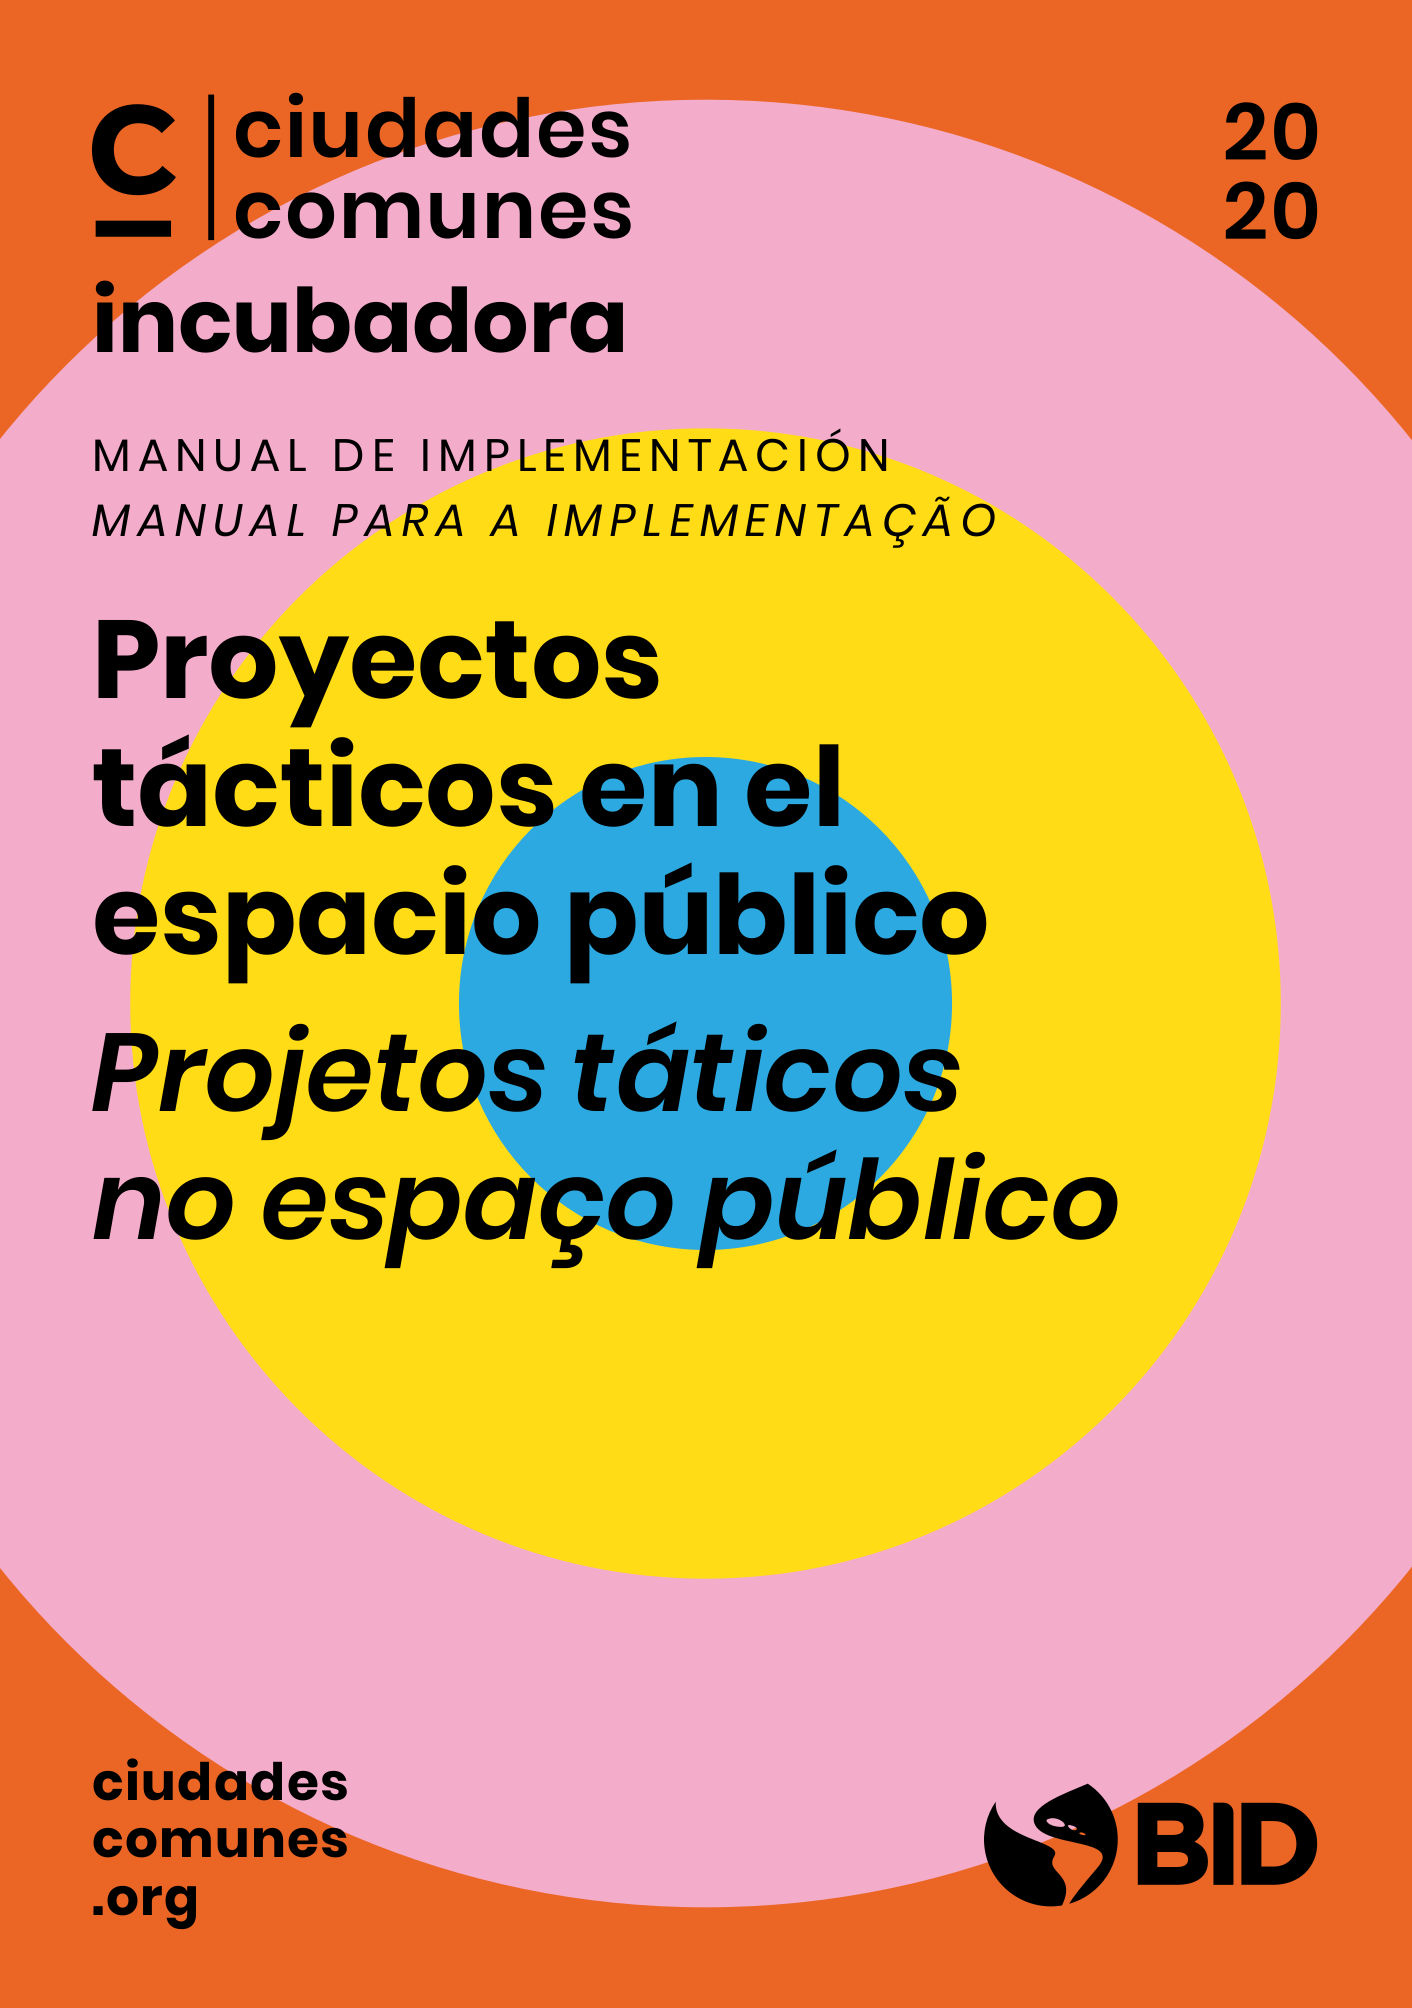 C
ciudades
comunes
20
20
incubadora
MANUAL DE IMPLEMENTACIÓN
MANUAL PARA A IMPLEMENTAÇÃO
Proyectos
tácticos en el
espacio público
Projetos táticos
no espaço público
ciudades
comunes
.org
BID